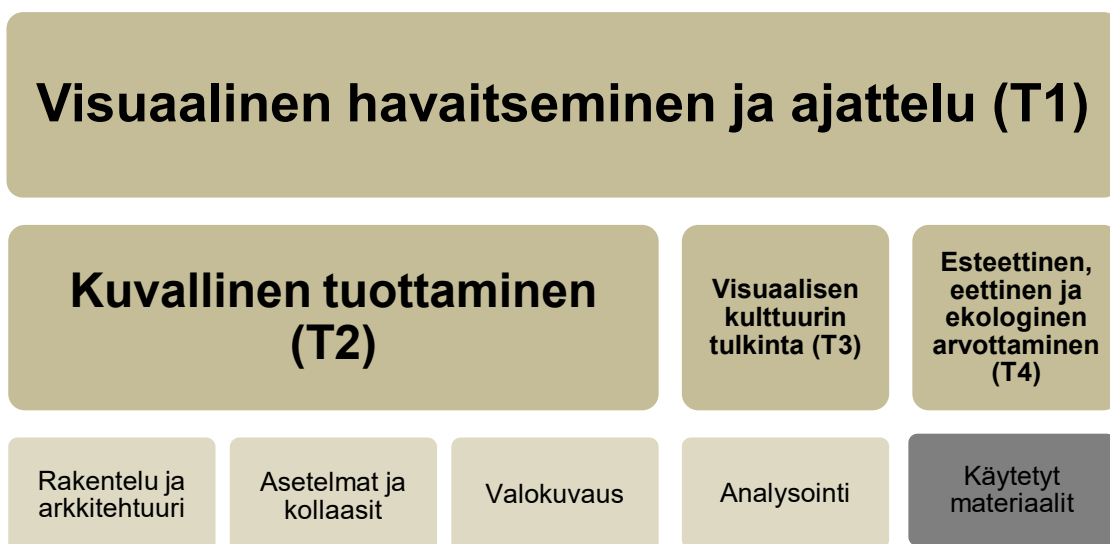 Visuaalinen havaitseminen ja ajattelu (T1)
Kuvallinen tuottaminen
(T2)
Visuaalisen
kulttuurin
tulkinta (T3)
Esteettinen,
eettinen ja
ekologinen
arvottaminen
(T4)
Rakentelu ja
arkkitehtuuri
Asetelmat ja
kollaasit
Valokuvaus
Analysointi
Käytetyt
materiaalit